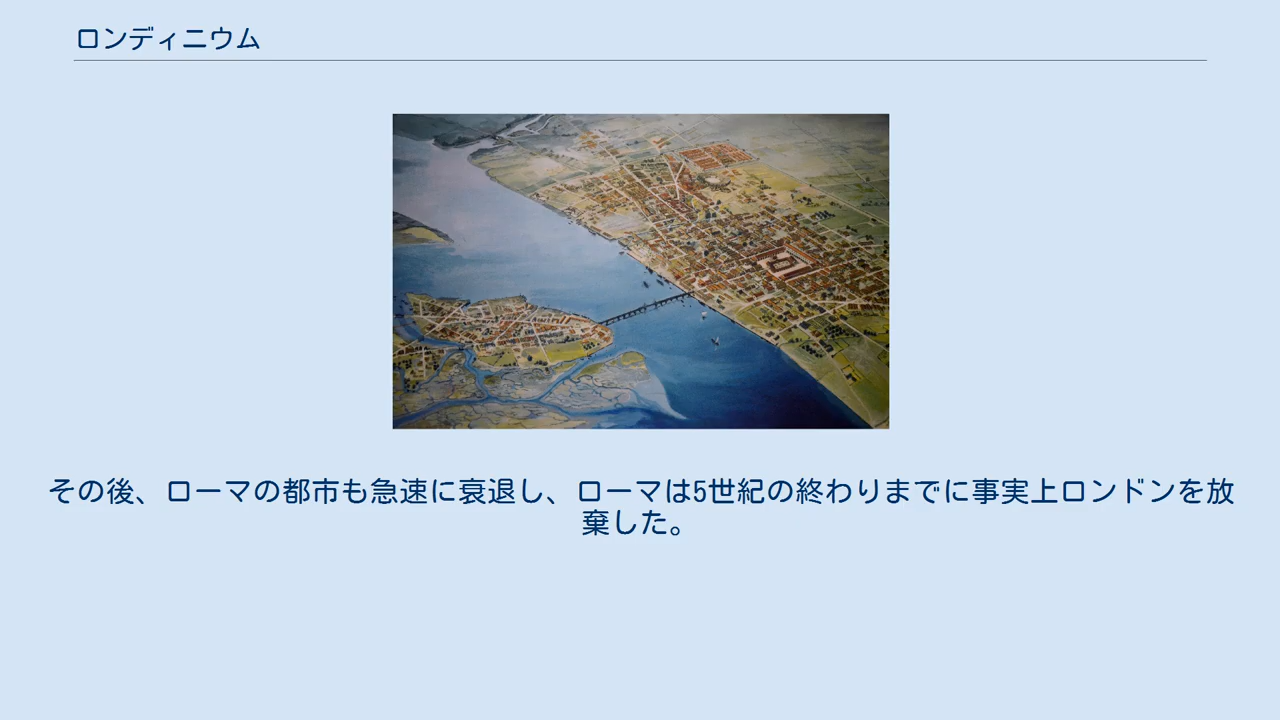 ロンディニウム
その後、ローマの都市も急速に衰退し、ローマは5世紀の終わりまでに事実上ロンドンを放
棄した。